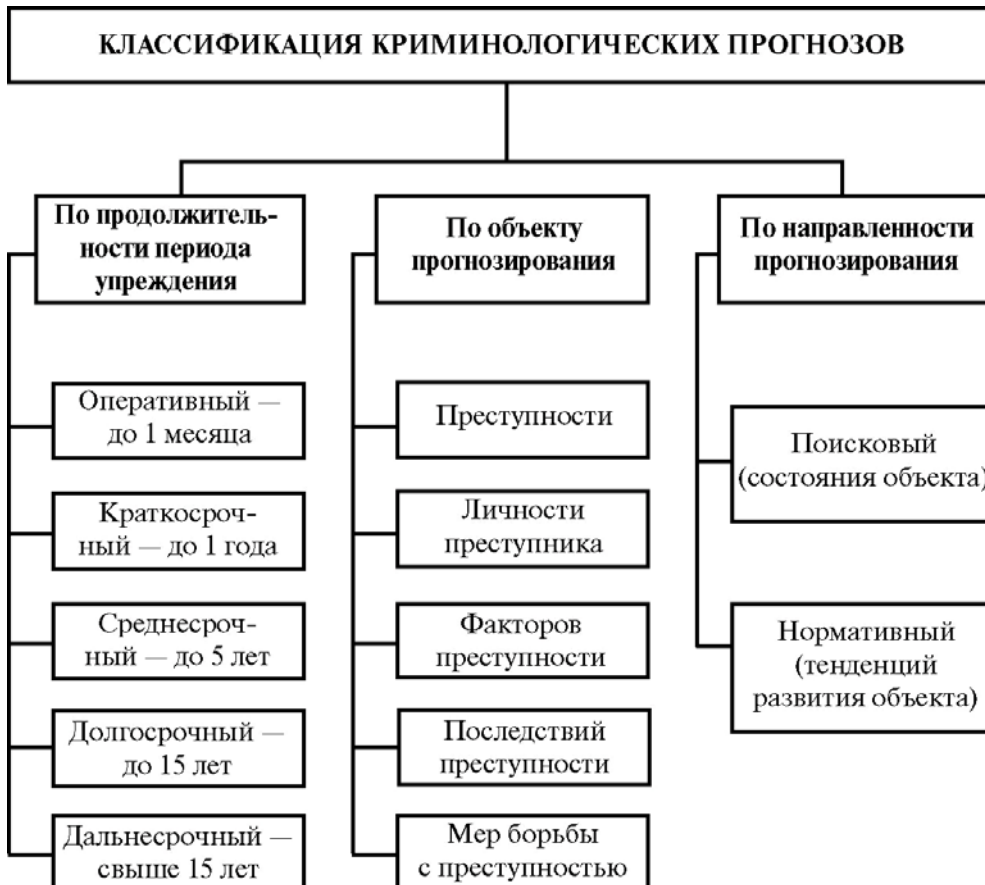 КЛАССИФИКАЦИЯ КРИМИНОЛОГИЧЕСКИХ ПРОГНОЗОВ
По продолжитель-
ности периода
упреждения
Оперативный —
до 1 месяца
Краткосроч-
ный — до 1 года
Среднесроч-
ный — до 5 лет
Долгосрочный —
до 15 лет
Дальнесрочный —
свыше 15 лет
По объекту
прогнозирования
Преступности
Личности
преступника
Факторов
преступности
Последствий
преступности
Мер борьбы
с преступностью
По направленности
прогнозирования
Поисковый
(состояния объекта)
Нормативный
(тенденций
развития объекта)